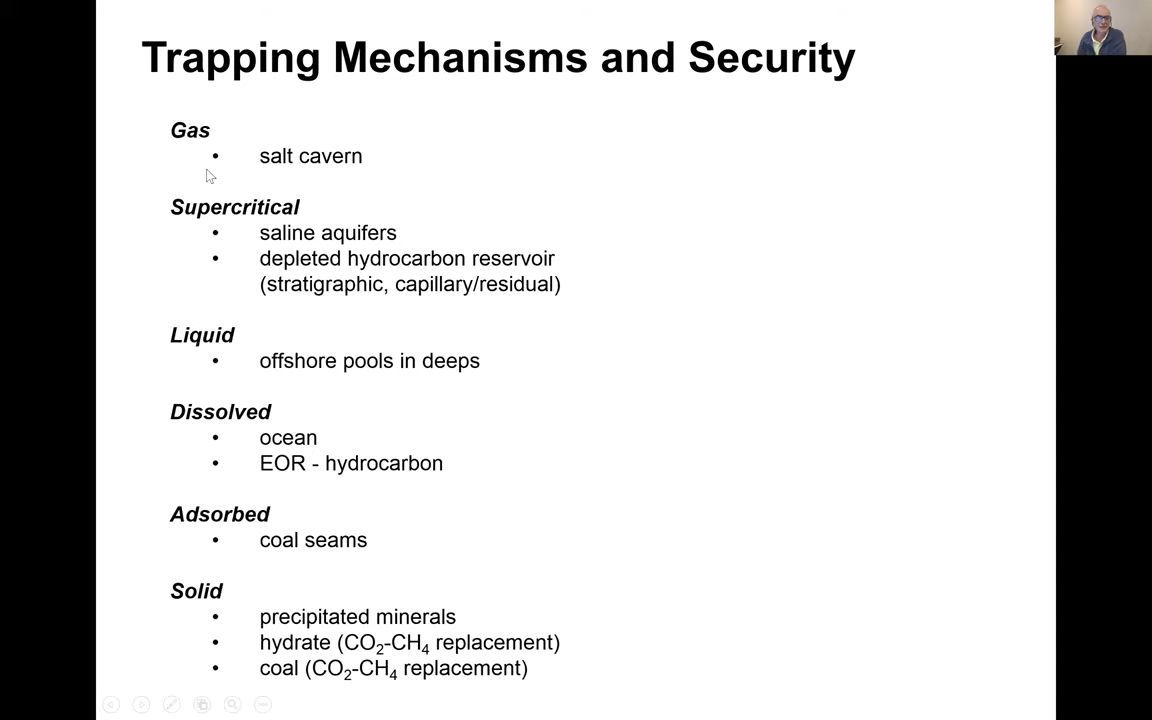 Trapping Mechanisms and Security
Gas
• salt cavern
Supercritical
• saline aquifers
• depleted hydrocarbon reservoir
(stratigraphic, capillary/residual)
Liquid
• offshore pools in deeps
Dissolved
• ocean
• EOR - hydrocarbon
Adsorbed
• coal seams
Solid
• precipitated minerals
• hydrate (CO₂-CH₄ replacement)
• coal (CO₂-CH₄ replacement)